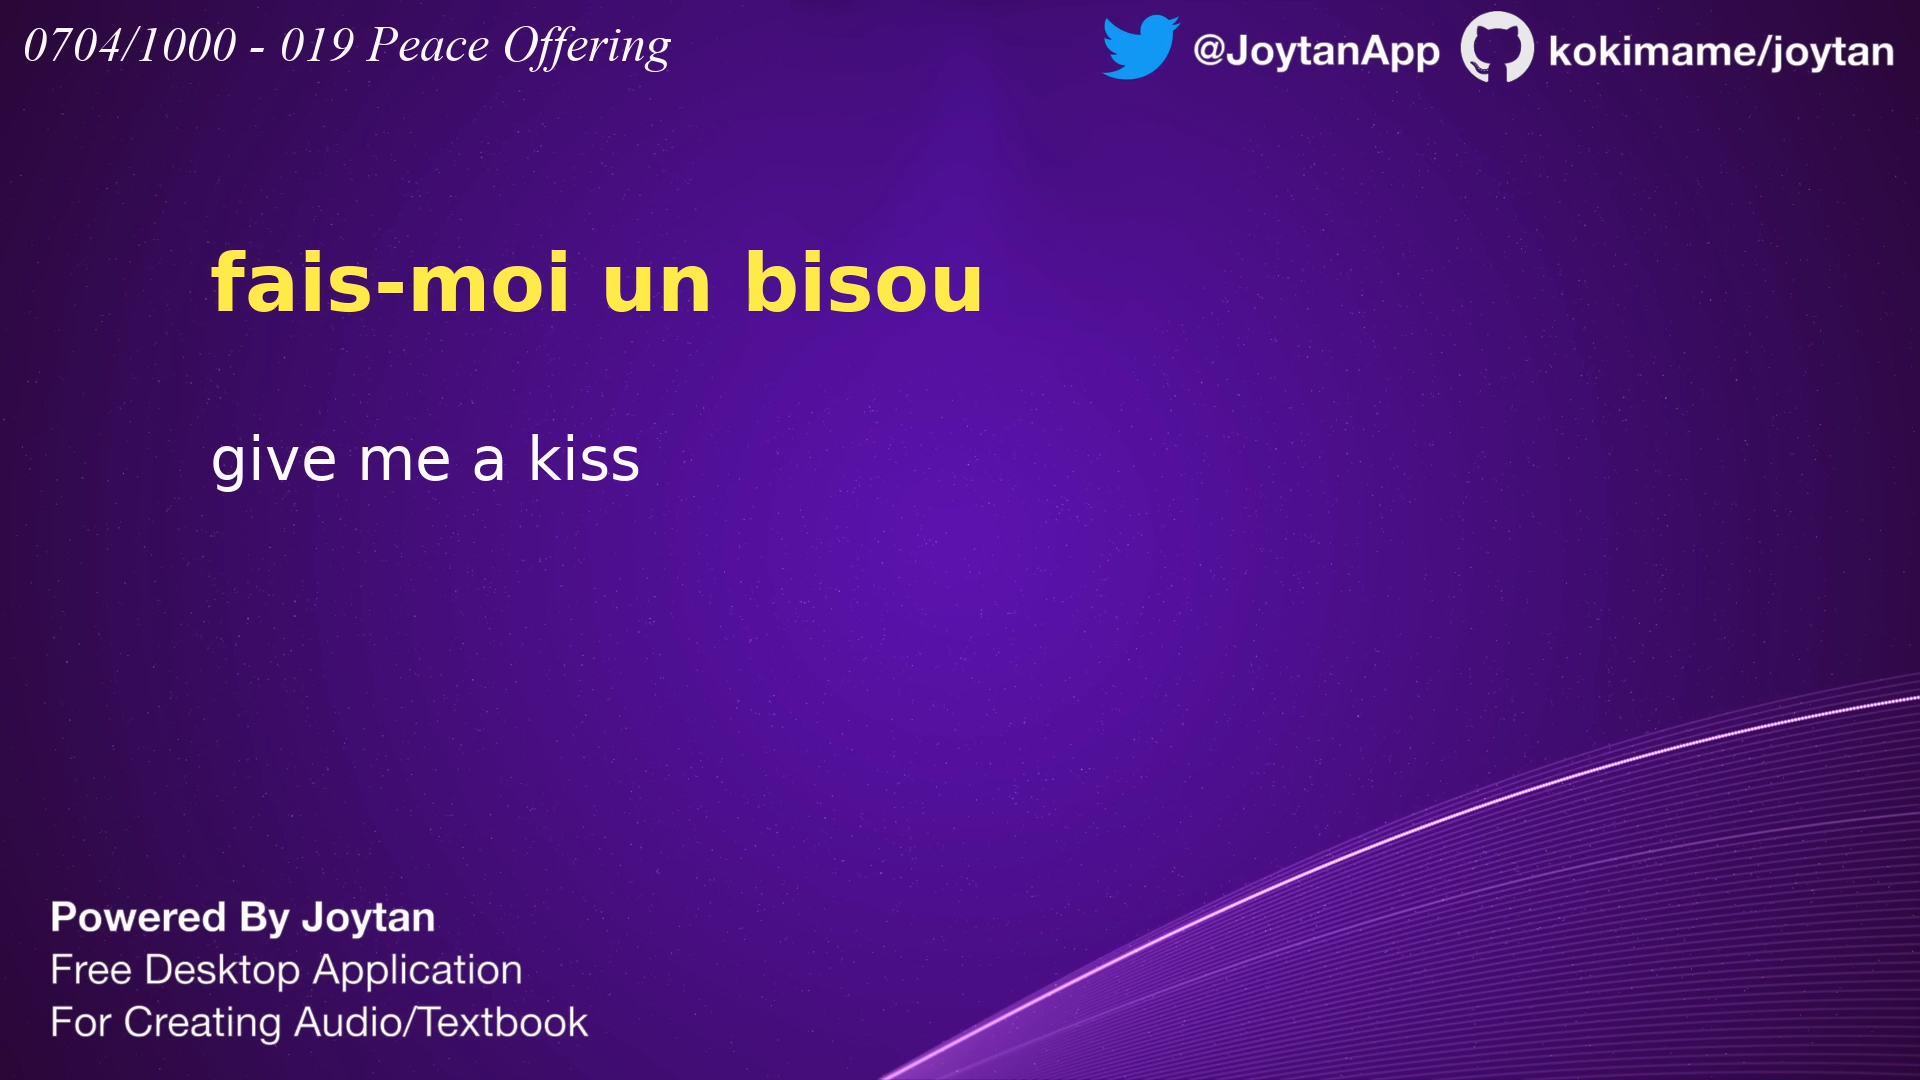 0704/1000 - 019 Peace Offering
@JoytanApp
kokimame/joytan
fais-moi un bisou
give me a kiss
Powered By Joytan
Free Desktop Application
For Creating Audio/Textbook